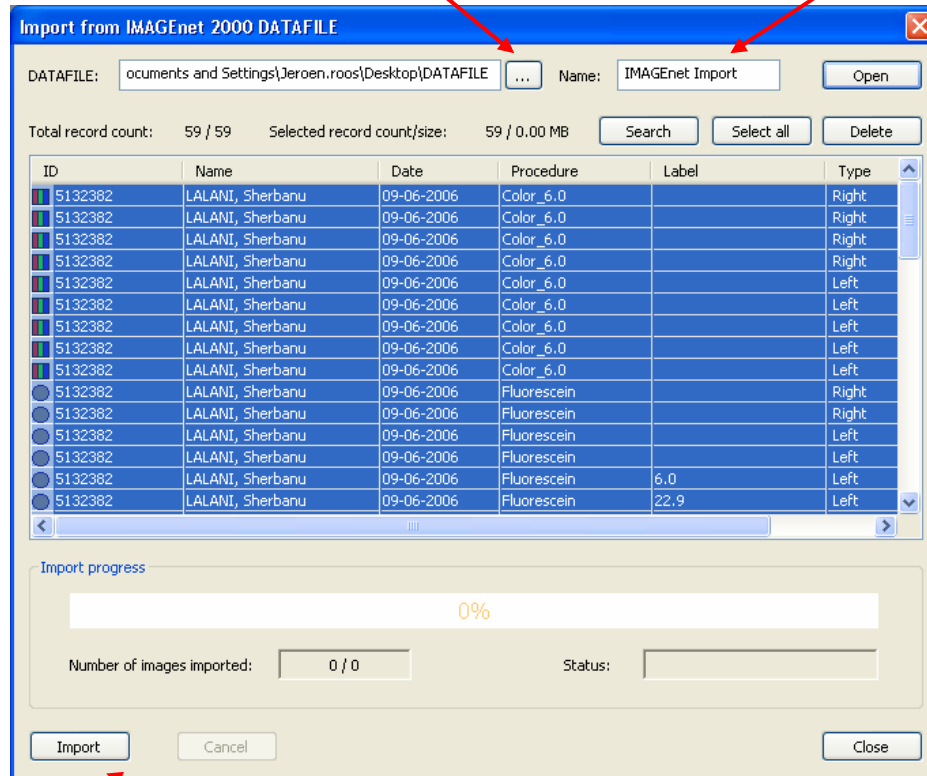 Import from IMAGEnet 2000 DATAFILE
DATAFILE: ocuments and Settings\Jeroen.roos\Desktop\DATAFILE ... Name: IMAGEnet Import Open
Total record count: 59 / 59 Selected record count/size: 59 / 0.00 MB Search Select all Delete
ID Name Date Procedure Label Type
5132382 LALANI, Sherbanu 09-06-2006 Color_6.0 Right
5132382 LALANI, Sherbanu 09-06-2006 Color_6.0 Right
5132382 LALANI, Sherbanu 09-06-2006 Color_6.0 Right
5132382 LALANI, Sherbanu 09-06-2006 Color_6.0 Right
5132382 LALANI, Sherbanu 09-06-2006 Color_6.0 Left
5132382 LALANI, Sherbanu 09-06-2006 Color_6.0 Left
5132382 LALANI, Sherbanu 09-06-2006 Color_6.0 Left
5132382 LALANI, Sherbanu 09-06-2006 Color_6.0 Left
5132382 LALANI, Sherbanu 09-06-2006 Color_6.0 Left
5132382 LALANI, Sherbanu 09-06-2006 Fluorescein Right
5132382 LALANI, Sherbanu 09-06-2006 Fluorescein Right
5132382 LALANI, Sherbanu 09-06-2006 Fluorescein Left
5132382 LALANI, Sherbanu 09-06-2006 Fluorescein Left
5132382 LALANI, Sherbanu 09-06-2006 Fluorescein 6.0 Left
5132382 LALANI, Sherbanu 09-06-2006 Fluorescein 22.9 Left
Import progress
0%
Number of images imported: 0 / 0 Status:
Import Cancel Close